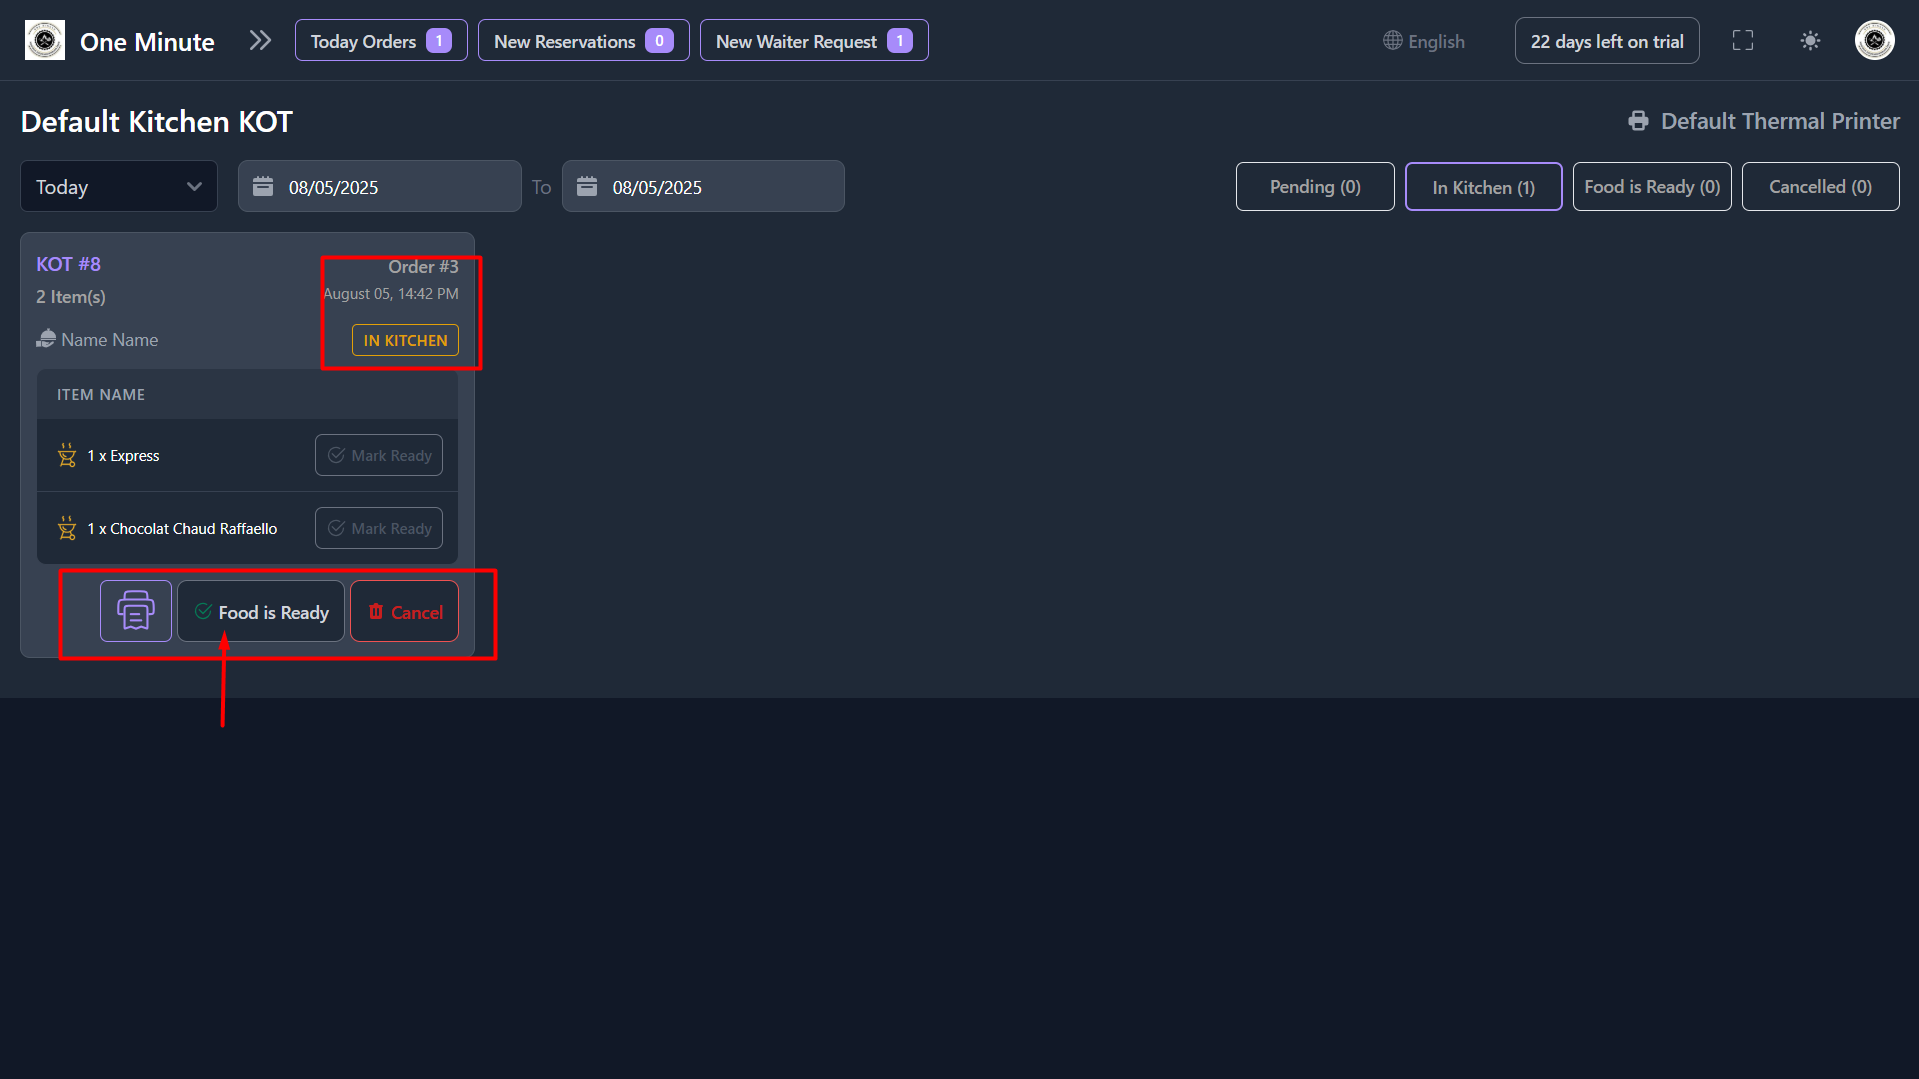 One Minute
Today Orders 1
New Reservations 0
New Waiter Request 1
English
22 days left on trial
Default Kitchen KOT
Default Thermal Printer
Today
08/05/2025
To
08/05/2025
Pending (0)
In Kitchen (1)
Food is Ready (0)
Cancelled (0)
KOT #8
Order #3
2 Item(s)
August 05, 14:42 PM
Name Name
IN KITCHEN
ITEM NAME
1 x Express
Mark Ready
1 x Chocolat Chaud Raffaello
Mark Ready
Food is Ready
Cancel